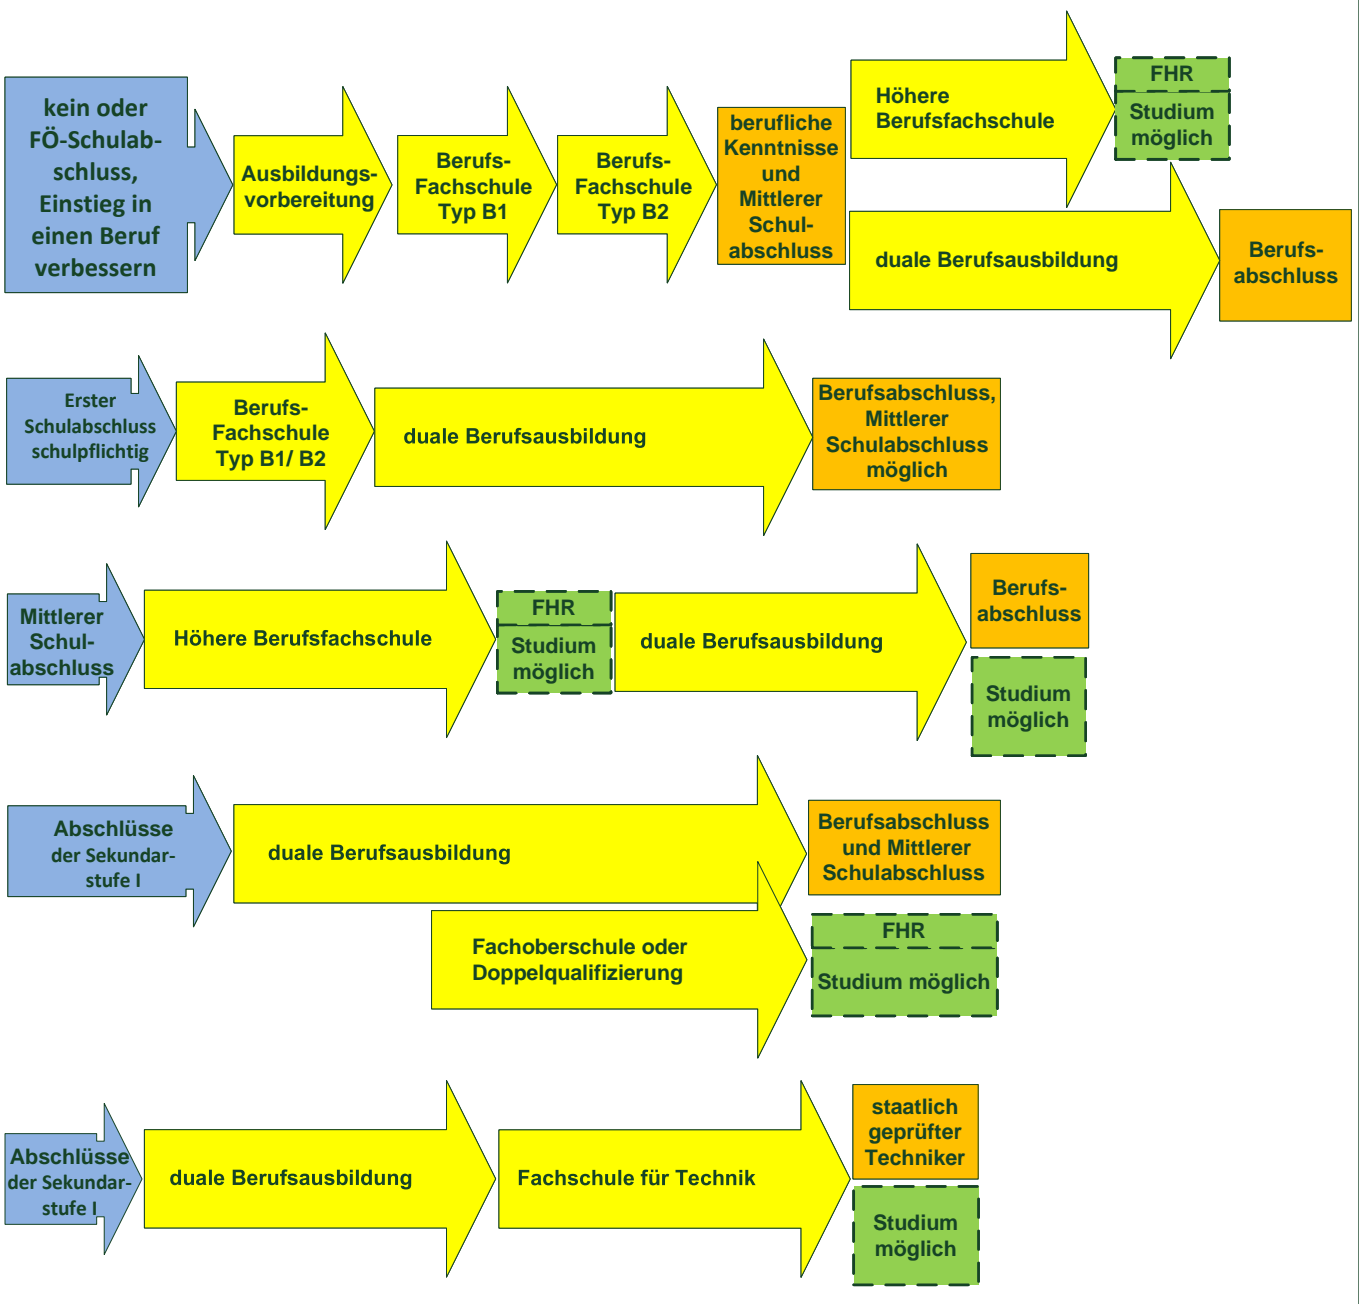 kein oder
FÖ-Schulab-
schluss,
Einstieg in
einen Beruf
verbessern
Ausbildungs-
vorbereitung
Berufs-
Fachschule
Typ B1
Berufs-
Fachschule
Typ B2
berufliche
Kenntnisse
und
Mittlerer
Schul-
abschluss
Höhere
Berufsfachschule
FHR
Studium
möglich
duale Berufsausbildung
Berufs-
abschluss
Erster
Schulabschluss
schulpflichtig
Berufs-
Fachschule
Typ B1/ B2
duale Berufsausbildung
Berufsabschluss,
Mittlerer
Schulabschluss
möglich
Mittlerer
Schul-
abschluss
Höhere Berufsfachschule
FHR
Studium
möglich
duale Berufsausbildung
Berufs-
abschluss
Studium
möglich
Abschlüsse
der Sekundar-
stufe I
duale Berufsausbildung
Berufsabschluss
und Mittlerer
Schulabschluss
Fachoberschule oder
Doppelqualifizierung
FHR
Studium möglich
Abschlüsse
der Sekundar-
stufe I
duale Berufsausbildung
Fachschule für Technik
staatlich
geprüfter
Techniker
Studium
möglich